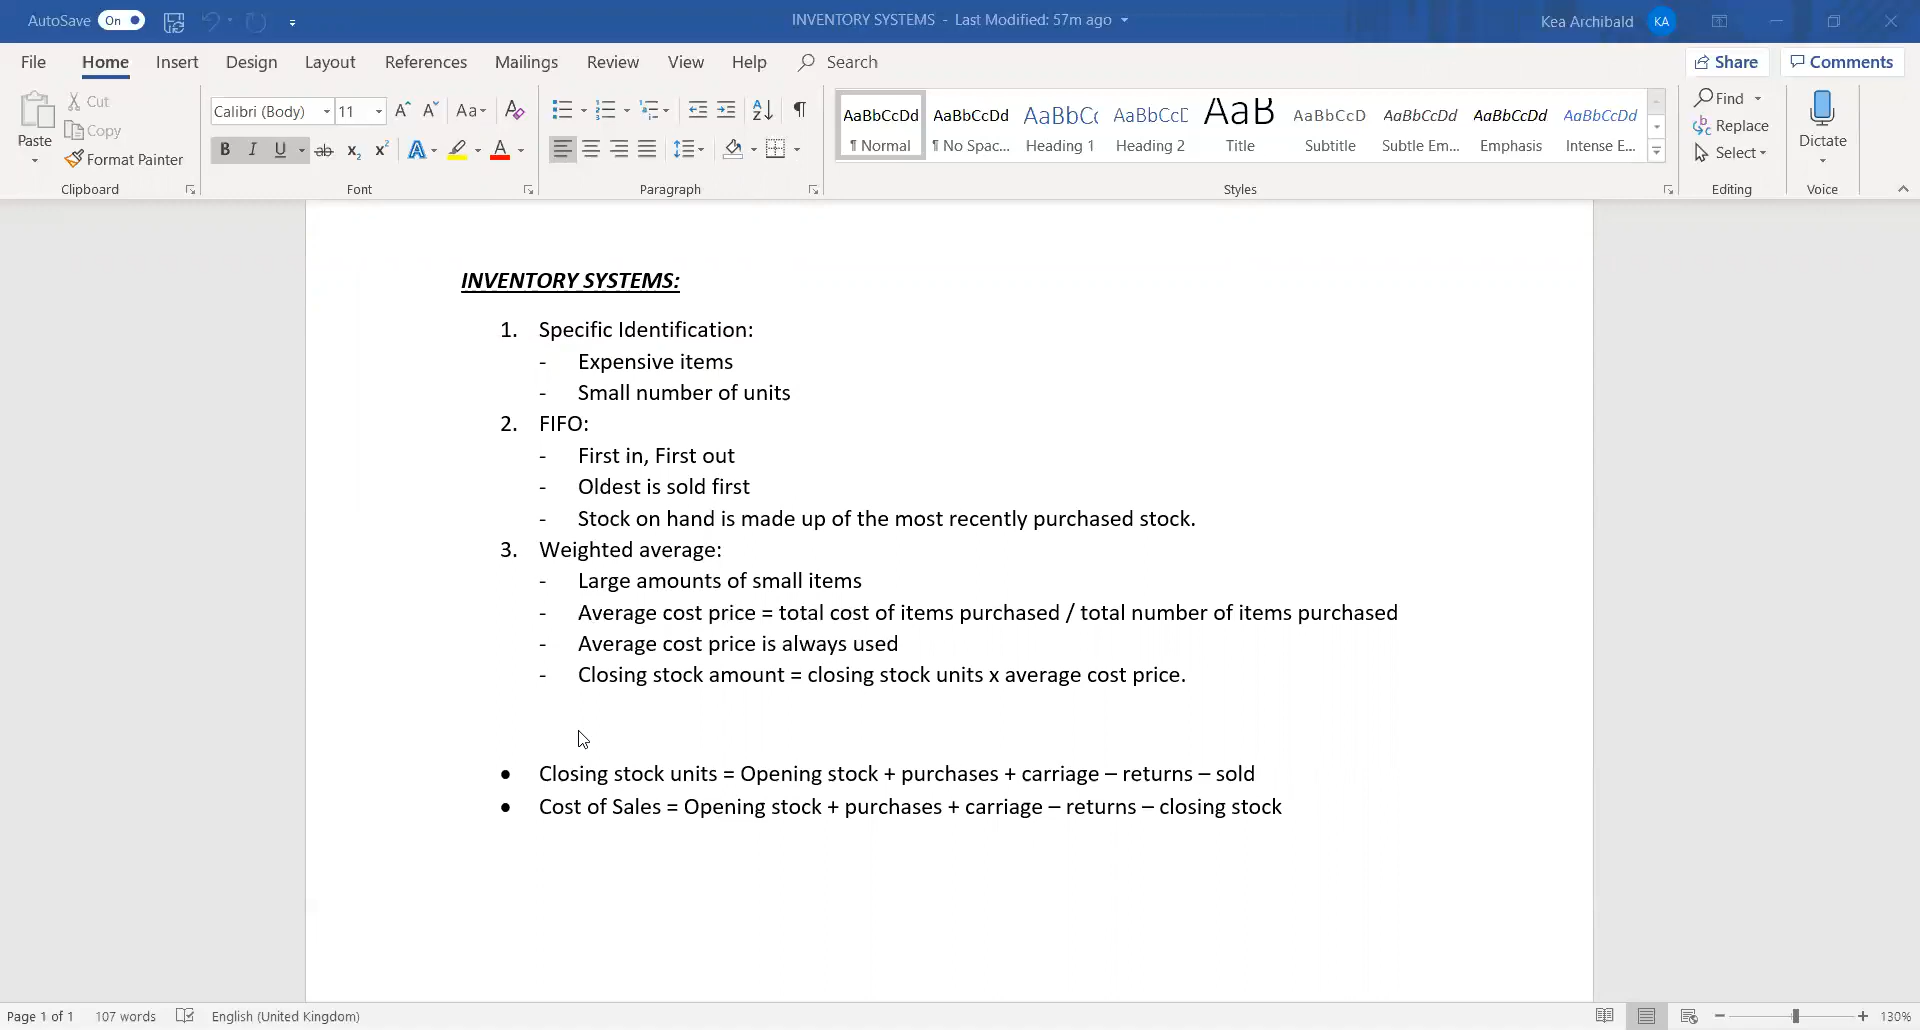 AutoSave On
INVENTORY SYSTEMS - Last Modified: 57m ago
Kea Archibald KA
File Home Insert Design Layout References Mailings Review View Help Search
Share Comments
Paste
Cut
Copy
Format Painter
Clipboard
Calibri (Body) 11
Font
Paragraph
AaBbCcDd AaBbCcDd AaBbCc AaBbCcD AaB AaBbCcD AaBbCcDd AaBbCcDd AaBbCcDd
¶ Normal ¶ No Spac... Heading 1 Heading 2 Title Subtitle Subtle Em... Emphasis Intense E...
Styles
Find
Replace
Select
Editing
Dictate
Voice
INVENTORY SYSTEMS:
1. Specific Identification:
- Expensive items
- Small number of units
2. FIFO:
- First in, First out
- Oldest is sold first
- Stock on hand is made up of the most recently purchased stock.
3. Weighted average:
- Large amounts of small items
- Average cost price = total cost of items purchased / total number of items purchased
- Average cost price is always used
- Closing stock amount = closing stock units x average cost price.
• Closing stock units = Opening stock + purchases + carriage – returns – sold
• Cost of Sales = Opening stock + purchases + carriage – returns – closing stock
Page 1 of 1 107 words English (United Kingdom) 130%